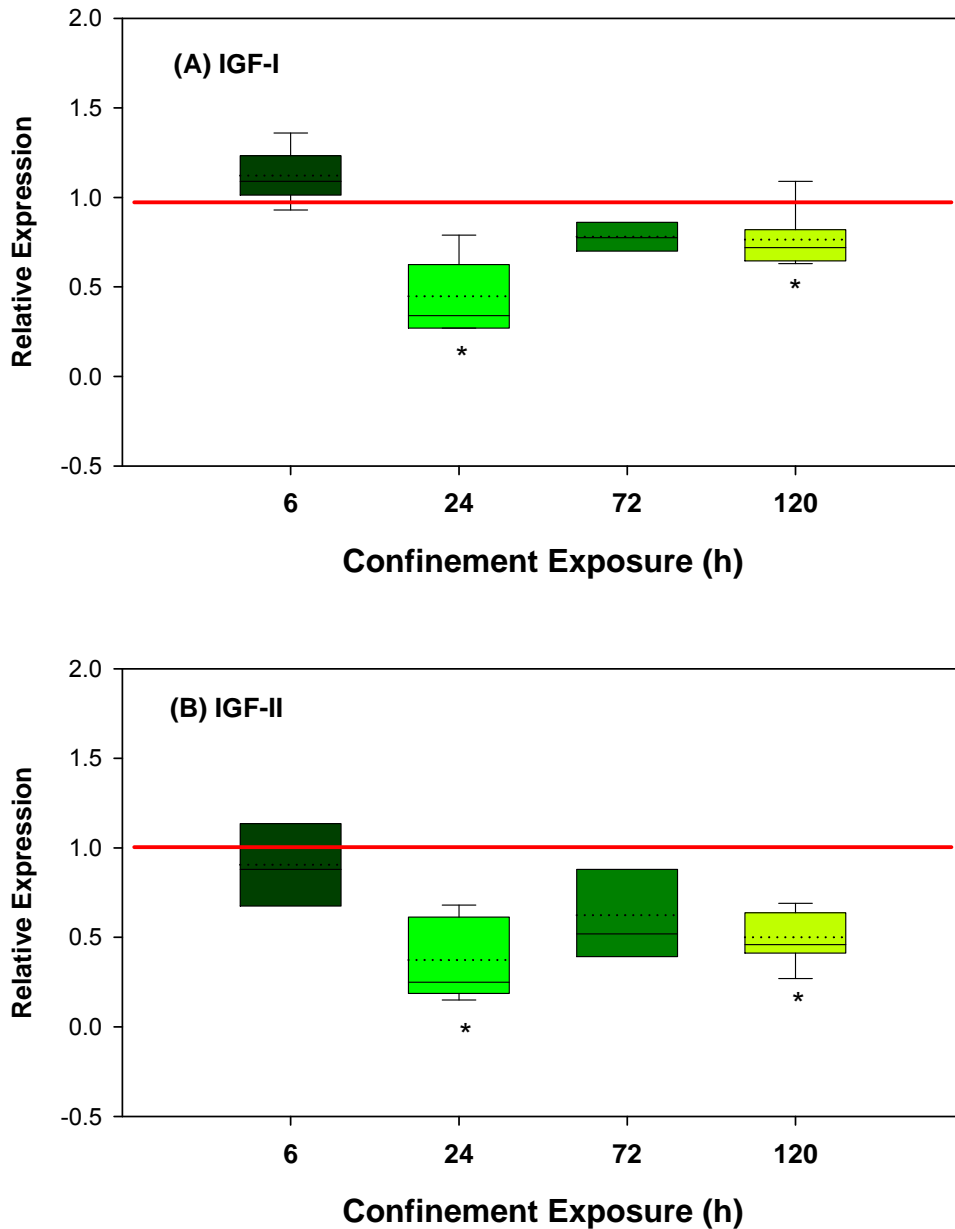 2.0
(A) IGF-I
1.5
1.0
0.5
*
*
0.0
-0.5
Relative Expression
6 24 72 120
Confinement Exposure (h)
2.0
(B) IGF-II
1.5
1.0
0.5
*
*
0.0
-0.5
Relative Expression
6 24 72 120
Confinement Exposure (h)